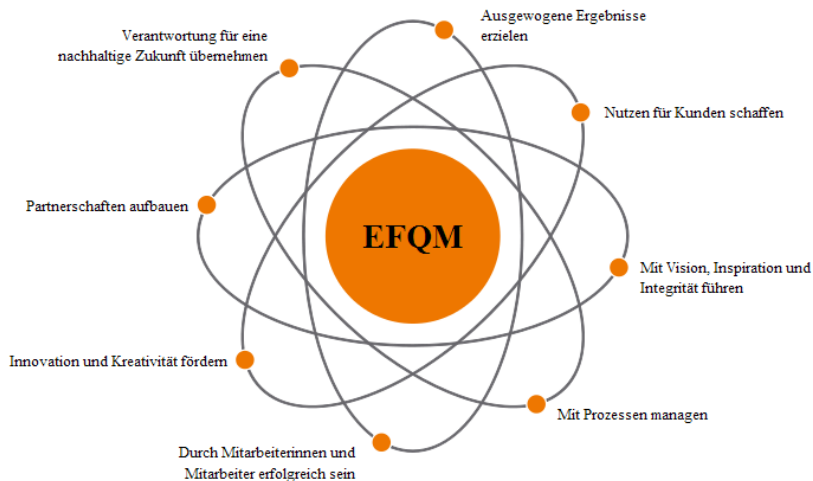 Ausgewogene Ergebnisse
erzielen
Nutzen für Kunden schaffen
Mit Vision, Inspiration und
Integrität führen
Mit Prozessen managen
Durch Mitarbeiterinnen und
Mitarbeiter erfolgreich sein
Innovation und Kreativität fördern
Partnerschaften aufbauen
Verantwortung für eine
nachhaltige Zukunft übernehmen
EFQM